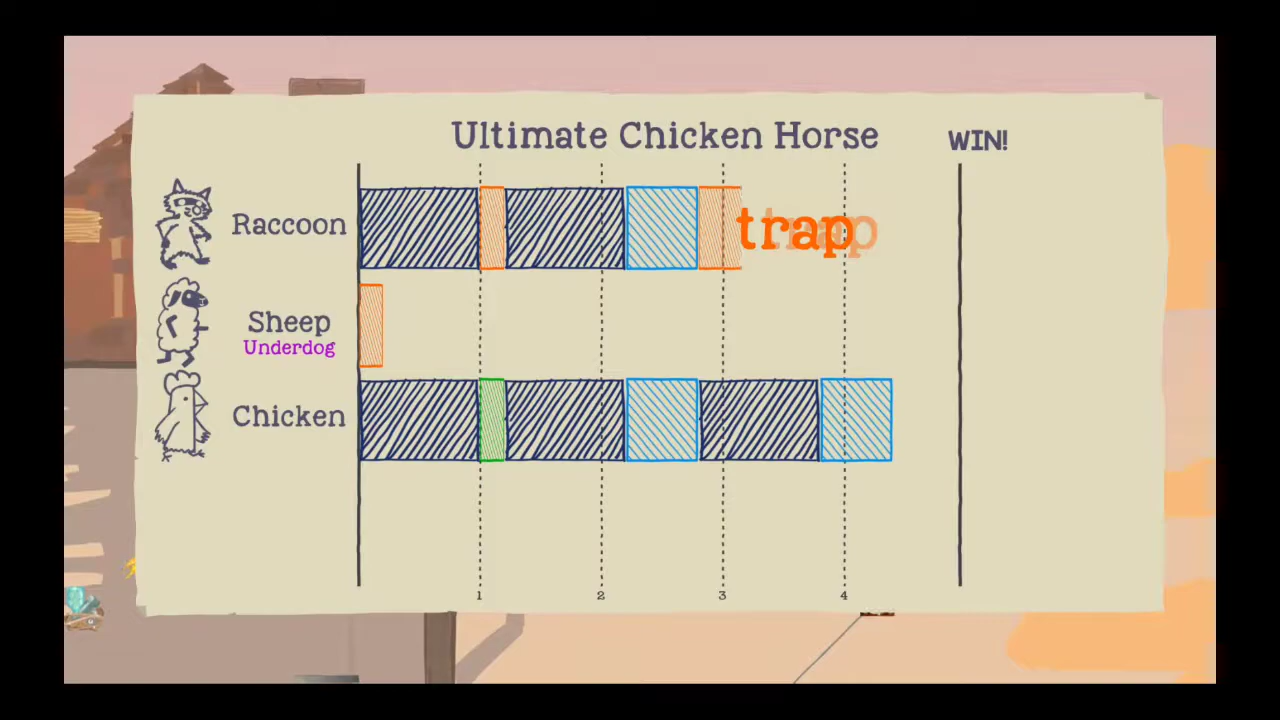 Ultimate Chicken Horse
WIN!
Raccoon
trap
Sheep
Underdog
Chicken
1 2 3 4